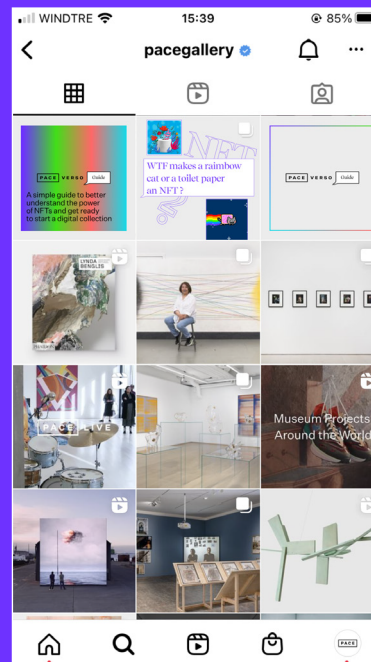 WINDTRE
15:39
85%
pacegallery
PACE VERSO Guide
A simple guide to better
understand the power
of NFTs and get ready
to start a digital collection
NFT
WTF makes a raimbow
cat or a toilet paper
an NFT ?
PACE VERSO Guide
LYNDA
BENGLIS
PACE LIVE
Museum Projects
Around the World
PACE